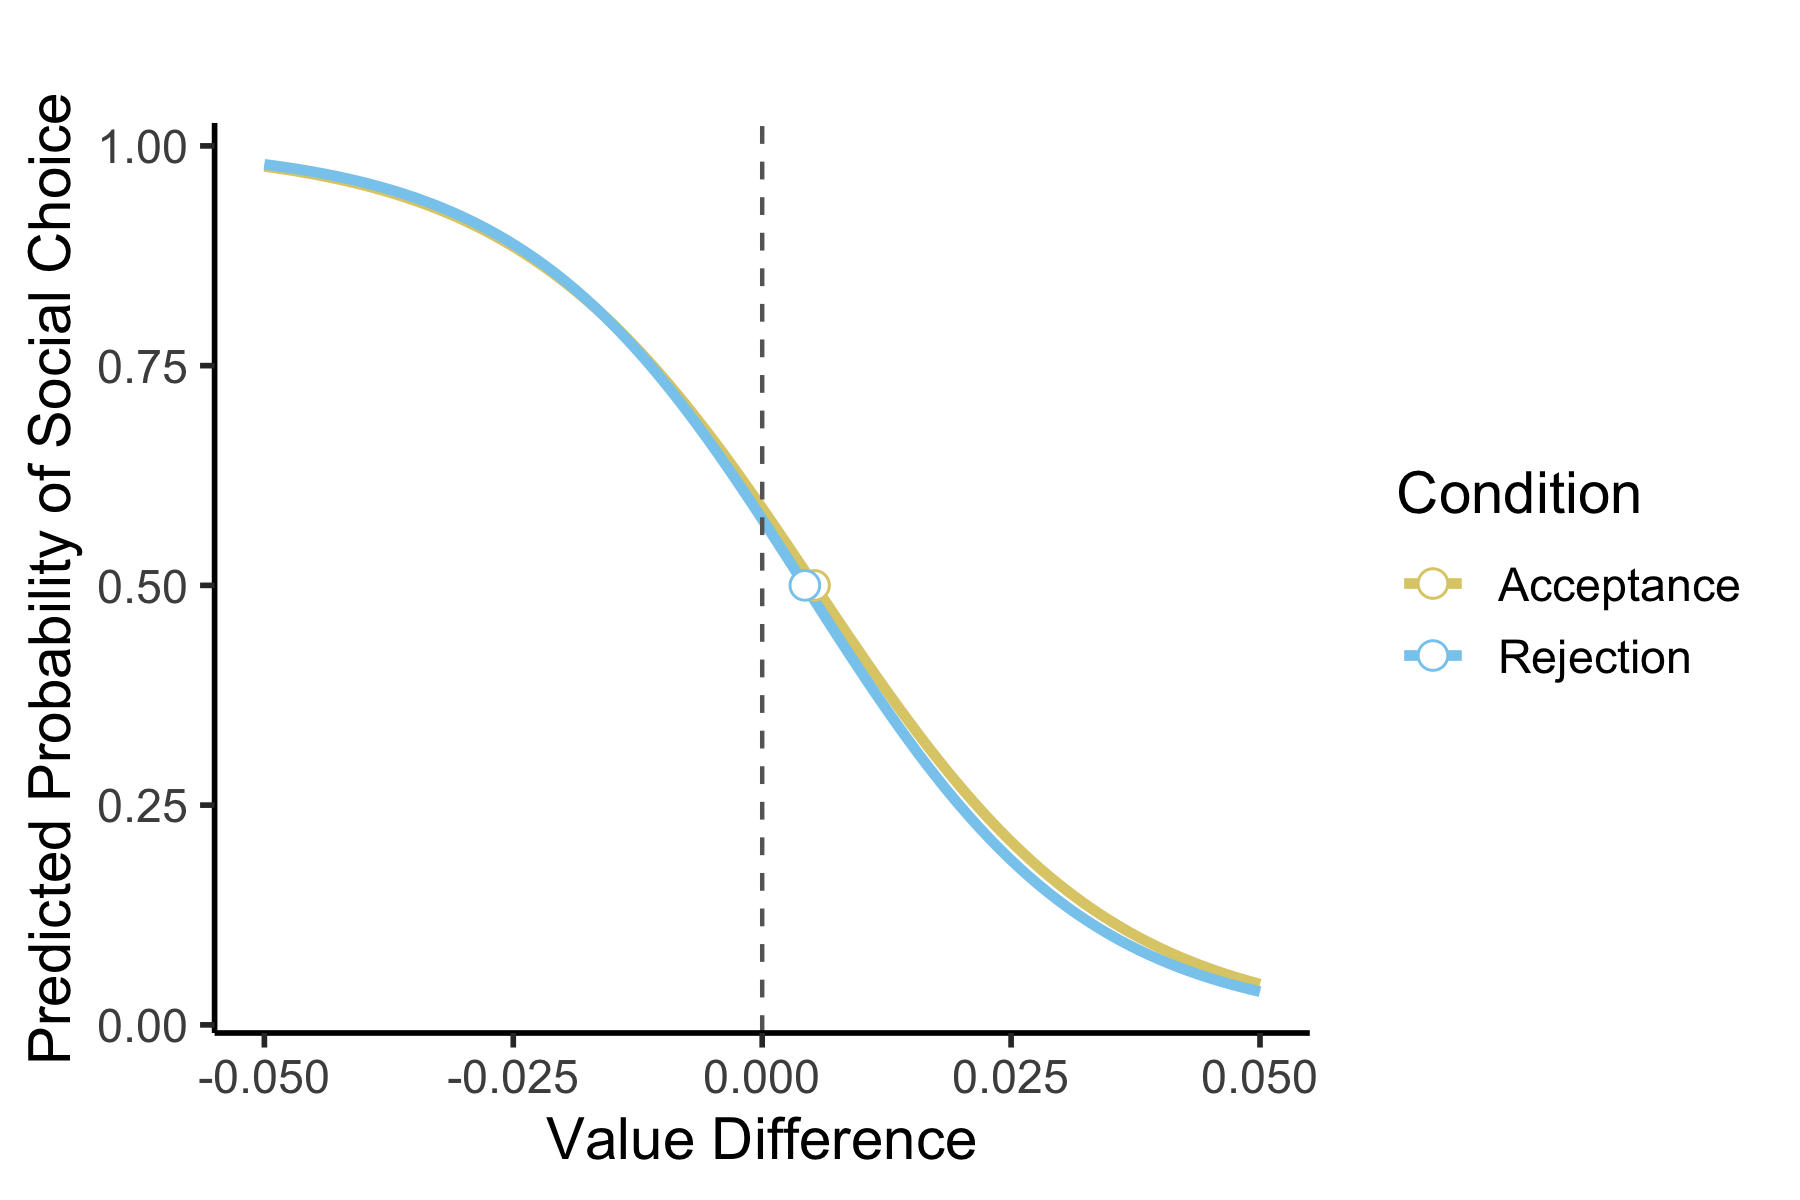 Predicted Probability of Social Choice
1.00
0.75
0.50
0.25
0.00
-0.050
-0.025
0.000
0.025
0.050
Value Difference
Condition
Acceptance
Rejection